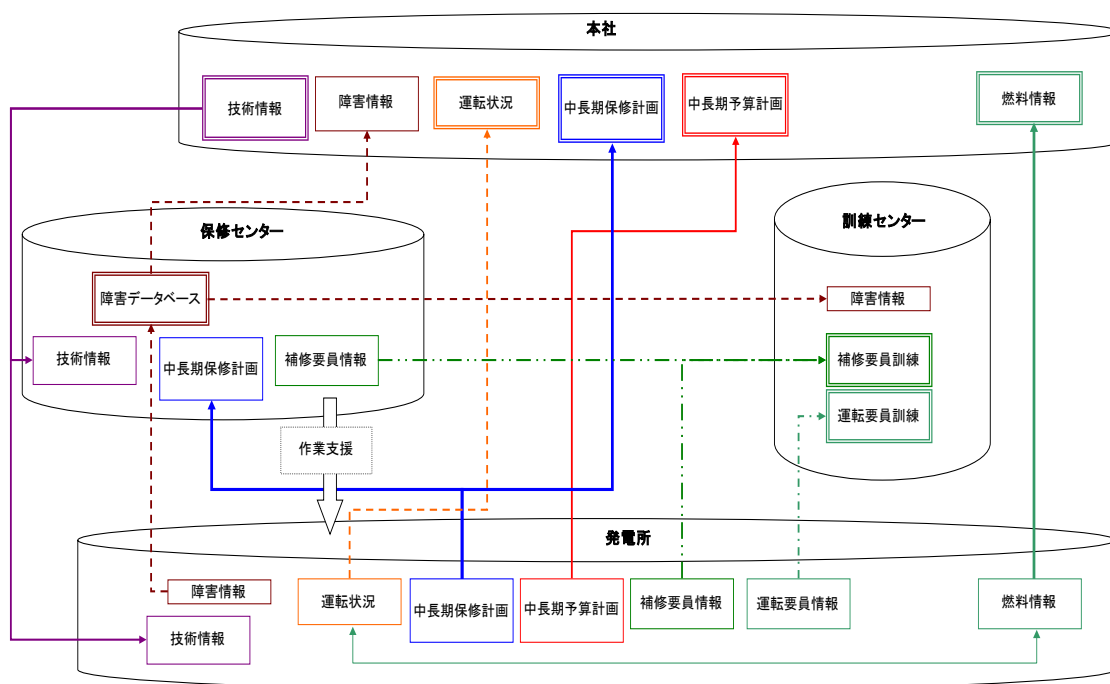 本社
技術情報
障害情報
運転状況
中長期保修計画
中長期予算計画
燃料情報
保修センター
訓練センター
障害データベース
障害情報
技術情報
中長期保修計画
補修要員情報
補修要員訓練
運転要員訓練
作業支援
発電所
障害情報
運転状況
中長期保修計画
中長期予算計画
補修要員情報
運転要員情報
燃料情報
技術情報